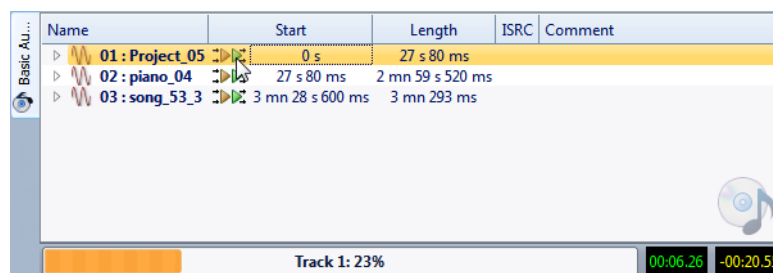 Basic Au...
Name Start Length ISRC Comment
01 : Project_05 0 s 27 s 80 ms
02 : piano_04 27 s 80 ms 2 mn 59 s 520 ms
03 : song_53_3 3 mn 28 s 600 ms 3 mn 293 ms
Track 1: 23% 00:06.26 -00:20.5